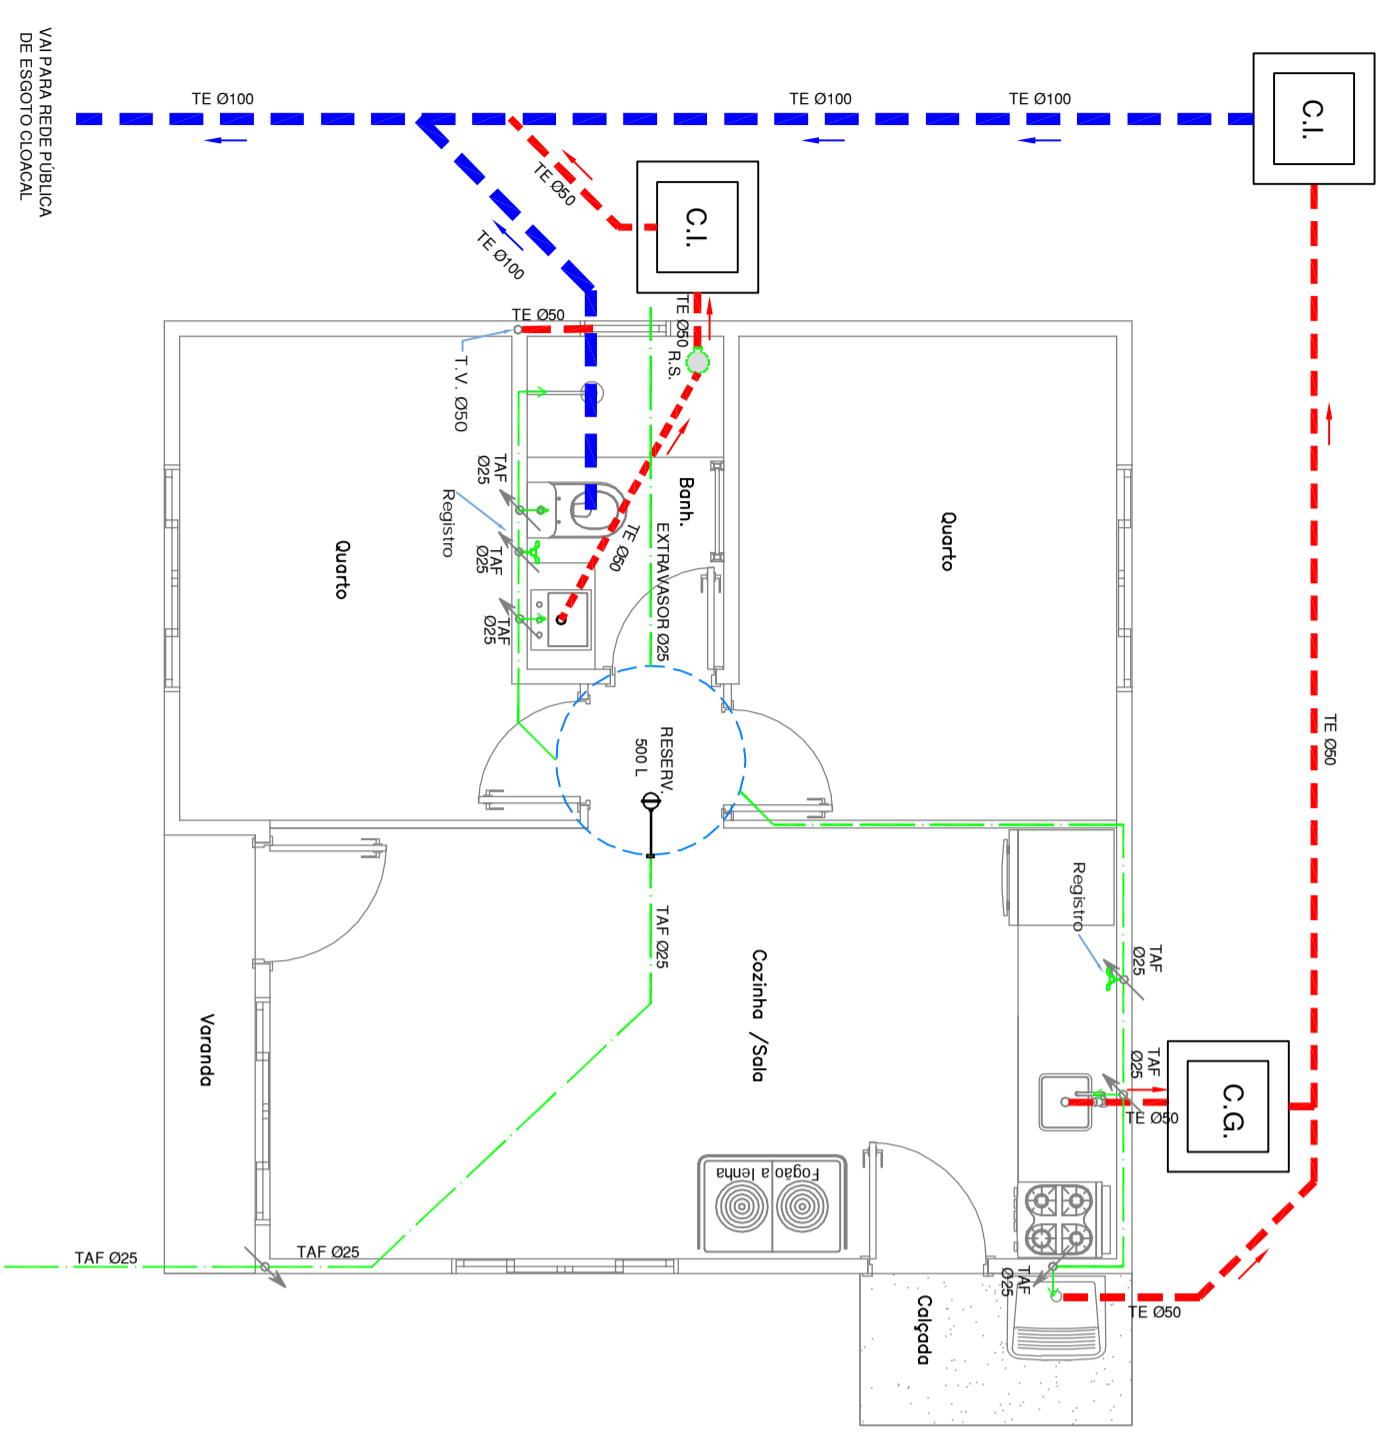 VAI PARA REDE PÚBLICA
DE ESGOTO CLOACAL
TE Ø100
TE Ø100
TE Ø100
C.I.
TE Ø50
C.I.
TE Ø100
TE Ø50
TE Ø50
R.S.
T.V. Ø50
TAF
Ø25
Registro
TAF
Ø25
TAF
Ø25
Banh.
TE Ø50
EXTRAVASOR Ø25
Quarto
Quarto
RESERV.
500 L
TE Ø50
Registro
TAF
Ø25
TAF Ø25
Cozinha /Sala
Varanda
TAF
Ø25
C.G.
TE Ø50
Fogão a lenha
TAF Ø25
TAF Ø25
TAF
Ø25
Calçada
TE Ø50